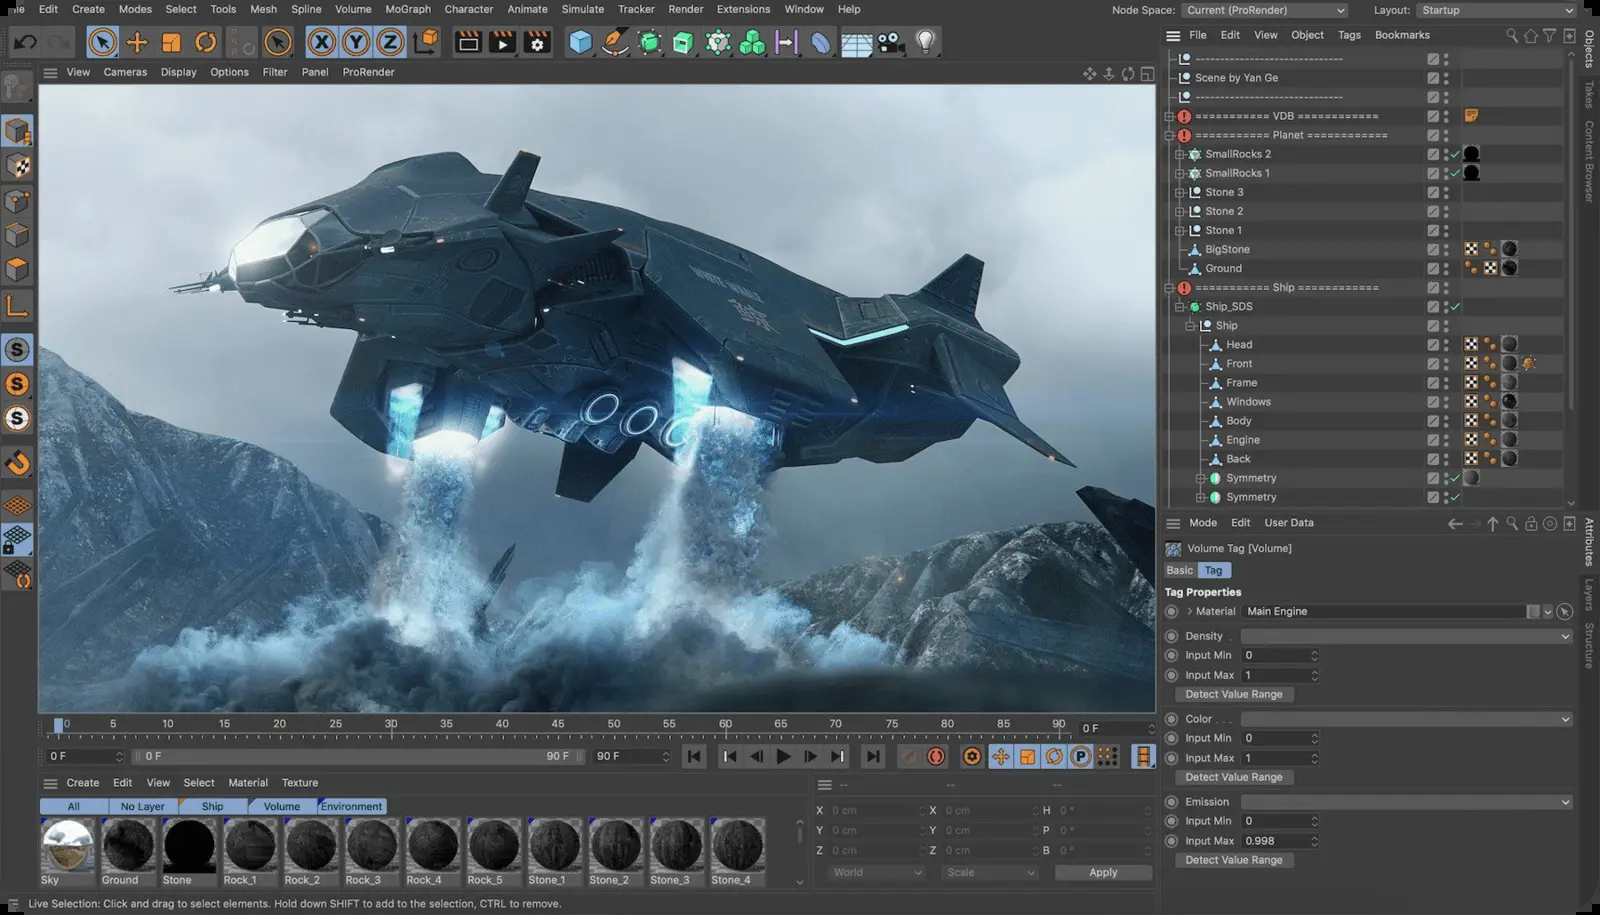 Edit Create Modes Select Tools Mesh Spline Volume MoGraph Character Animate Simulate Tracker Render Extensions Window Help
Node Space: Current (ProRender) Layout: Startup
View Cameras Display Options Filter Panel ProRender
File Edit View Object Tags Bookmarks
Scene by Yan Ge
=========== VDB ============
=========== Planet ============
SmallRocks 2
SmallRocks 1
Stone 3
Stone 2
Stone 1
BigStone
Ground
=========== Ship ============
Ship_SDS
Ship
Head
Front
Frame
Windows
Body
Engine
Back
Symmetry
Symmetry
Objects
Takes
Content Browser
Mode Edit User Data
Volume Tag [Volume]
Basic Tag
Tag Properties
> Material Main Engine
Density
Input Min 0
Input Max 1
Detect Value Range
Color . . .
Input Min 0
Input Max 1
Detect Value Range
Emission
Input Min 0
Input Max 0.998
Detect Value Range
Attributes
Layers
Structure
0 5 10 15 20 25 30 35 40 45 50 55 60 65 70 75 80 85 90 0 F
0 F 0 F 90 F 90 F
Create Edit View Select Material Texture
All No Layer Ship Volume Environment
Sky Ground Stone Rock_1 Rock_2 Rock_3 Rock_4 Rock_5 Stone_1 Stone_2 Stone_3 Stone_4
-- -- --
X 0 cm X 0 cm H 0 °
Y 0 cm Y 0 cm P 0 °
Z 0 cm Z 0 cm B 0 °
World Scale Apply
Live Selection: Click and drag to select elements. Hold down SHIFT to add to the selection, CTRL to remove.